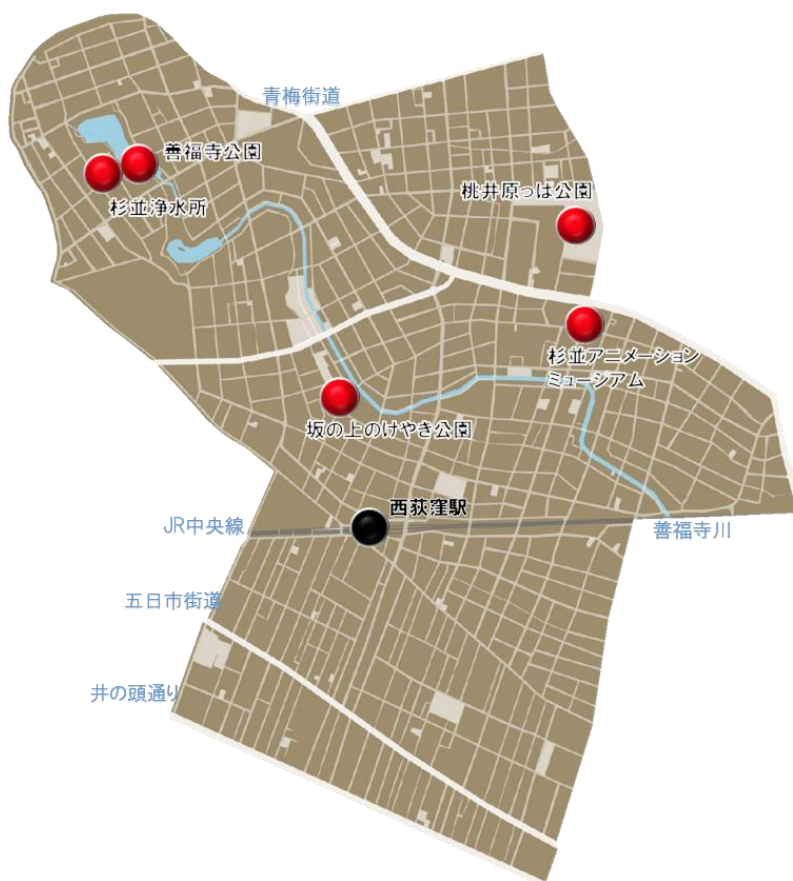 青梅街道
善福寺公園
桃井原っぱ公園
杉並浄水所
杉並アニメーション
ミュージアム
坂の上のけやき公園
西荻窪駅
JR中央線
善福寺川
五日市街道
井の頭通り